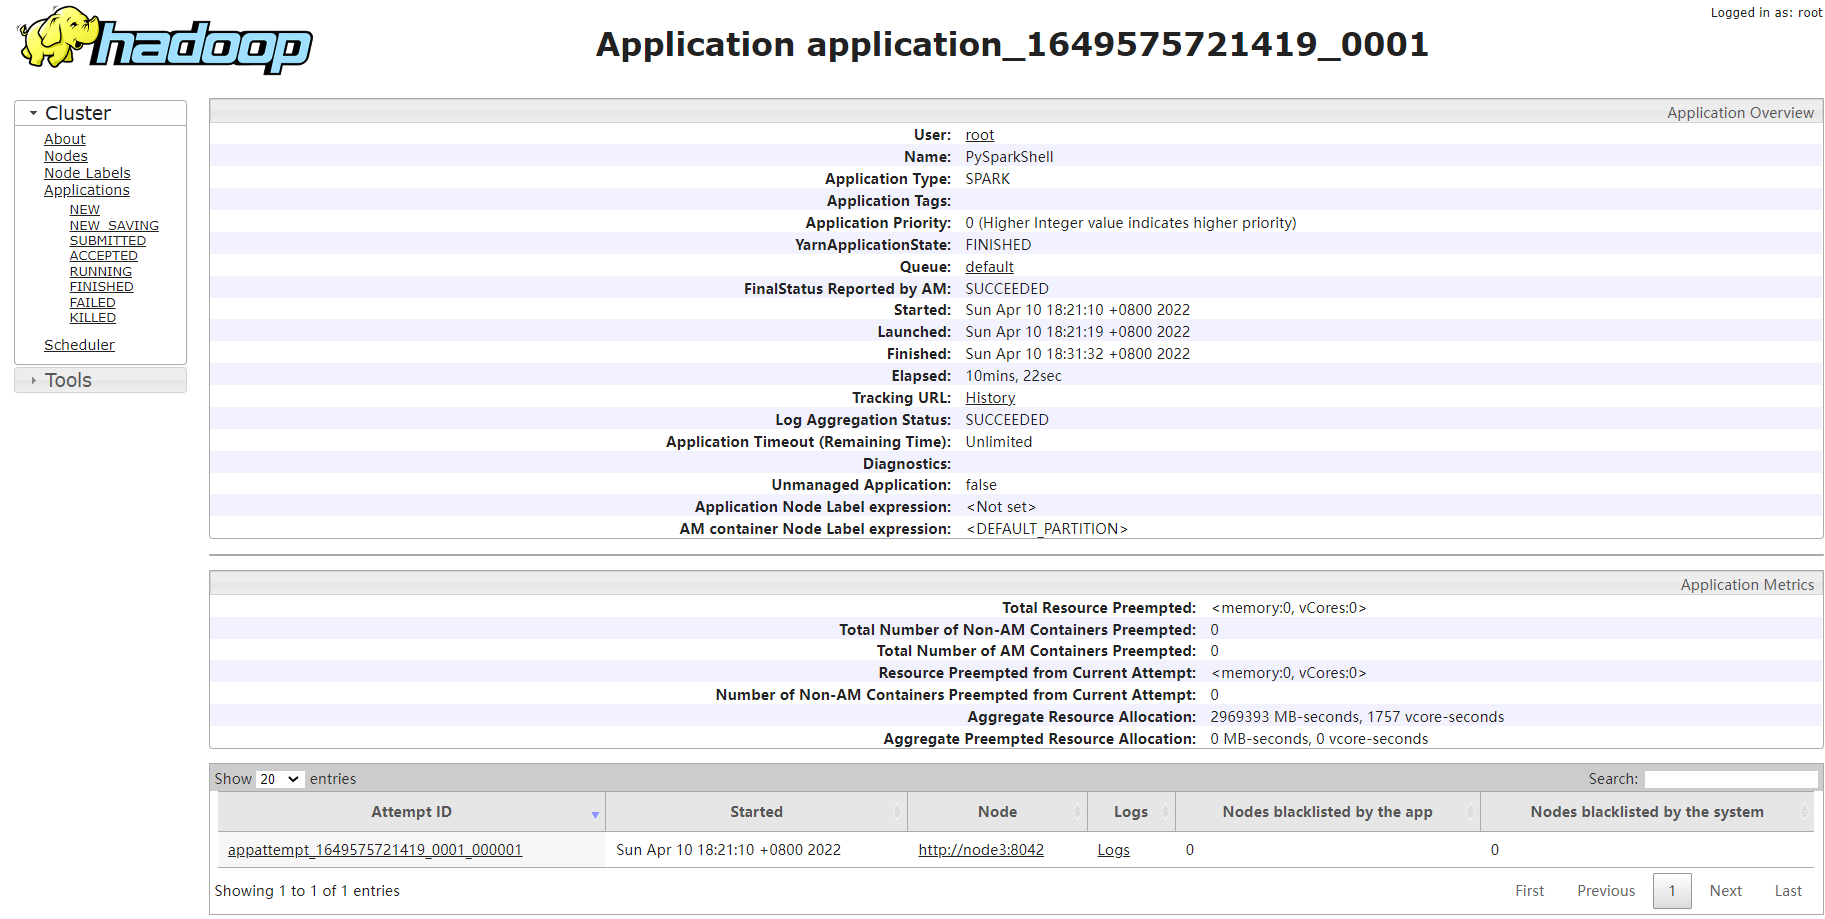 Logged in as: root
hadoop
Application application_1649575721419_0001
Cluster
About
Nodes
Node Labels
Applications
NEW
NEW_SAVING
SUBMITTED
ACCEPTED
RUNNING
FINISHED
FAILED
KILLED
Scheduler
Tools
Application Overview
User: root
Name: PySparkShell
Application Type: SPARK
Application Tags:
Application Priority: 0 (Higher Integer value indicates higher priority)
YarnApplicationState: FINISHED
Queue: default
FinalStatus Reported by AM: SUCCEEDED
Started: Sun Apr 10 18:21:10 +0800 2022
Launched: Sun Apr 10 18:21:19 +0800 2022
Finished: Sun Apr 10 18:31:32 +0800 2022
Elapsed: 10mins, 22sec
Tracking URL: History
Log Aggregation Status: SUCCEEDED
Application Timeout (Remaining Time): Unlimited
Diagnostics:
Unmanaged Application: false
Application Node Label expression: <Not set>
AM container Node Label expression: <DEFAULT_PARTITION>
Application Metrics
Total Resource Preempted: <memory:0, vCores:0>
Total Number of Non-AM Containers Preempted: 0
Total Number of AM Containers Preempted: 0
Resource Preempted from Current Attempt: <memory:0, vCores:0>
Number of Non-AM Containers Preempted from Current Attempt: 0
Aggregate Resource Allocation: 2969393 MB-seconds, 1757 vcore-seconds
Aggregate Preempted Resource Allocation: 0 MB-seconds, 0 vcore-seconds
Show 20 entries Search:
Attempt ID Started Node Logs Nodes blacklisted by the app Nodes blacklisted by the system
appattempt_1649575721419_0001_000001 Sun Apr 10 18:21:10 +0800 2022 http://node3:8042 Logs 0 0
Showing 1 to 1 of 1 entries First Previous 1 Next Last